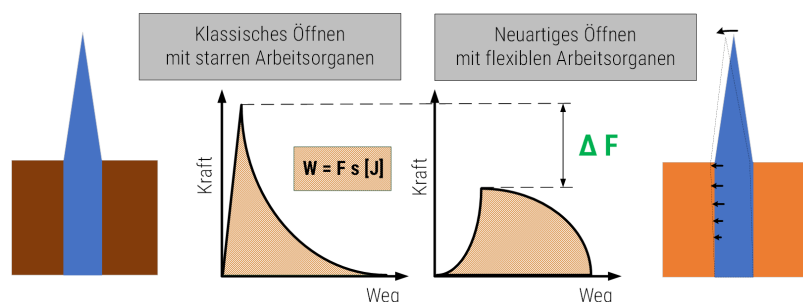 Klassisches Öffnen
mit starren Arbeitsorganen
Neuartiges Öffnen
mit flexiblen Arbeitsorganen
Kraft
W = F s [J]
Weg
Kraft
Δ F
Weg